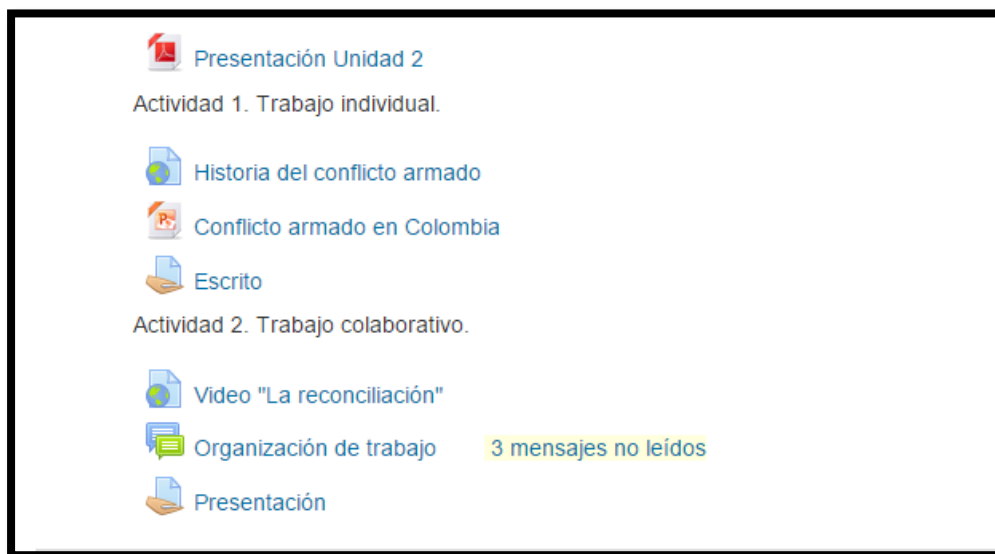 Presentación Unidad 2
Actividad 1. Trabajo individual.
Historia del conflicto armado
Conflicto armado en Colombia
Escrito
Actividad 2. Trabajo colaborativo.
Video "La reconciliación"
Organización de trabajo 3 mensajes no leídos
Presentación